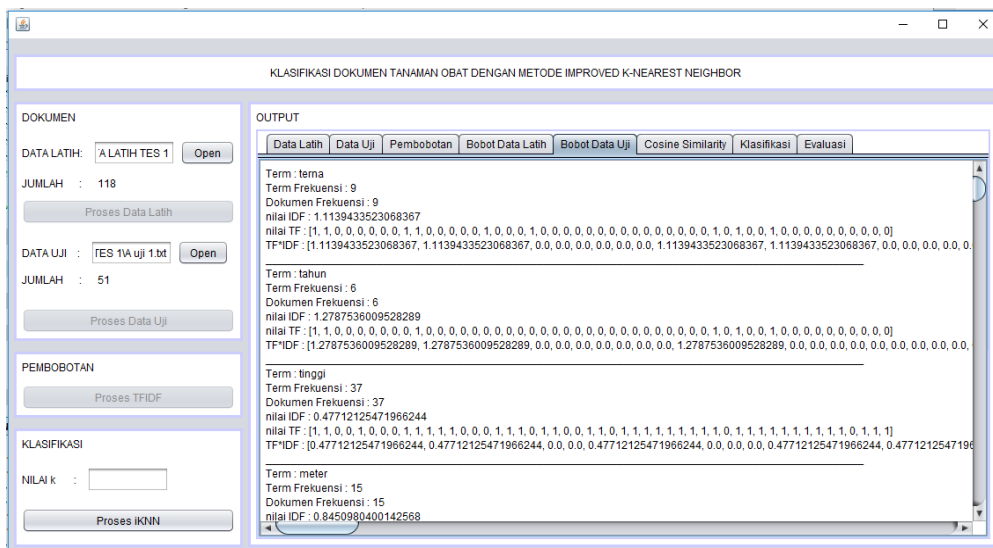 KLASIFIKASI DOKUMEN TANAMAN OBAT DENGAN METODE IMPROVED K-NEAREST NEIGHBOR
DOKUMEN
DATA LATIH: 'A LATIH TES 1 Open
JUMLAH : 118
Proses Data Latih
DATA UJI : TES 1\A uji 1.txt Open
JUMLAH : 51
Proses Data Uji
PEMBOBOTAN
Proses TFIDF
KLASIFIKASI
NILAI k :
Proses iKNN
OUTPUT
Data Latih Data Uji Pembobotan Bobot Data Latih Bobot Data Uji Cosine Similarity Klasifikasi Evaluasi
Term : terna
Term Frekuensi : 9
Dokumen Frekuensi : 9
nilai IDF : 1.1139433523068367
nilai TF : [1, 1, 0, 0, 0, 0, 0, 0, 1, 1, 0, 0, 0, 0, 0, 1, 0, 0, 0, 1, 0, 0, 0, 0, 0, 0, 0, 0, 0, 0, 0, 0, 0, 1, 0, 1, 0, 0, 1, 0, 0, 0, 0, 0, 0, 0, 0, 0, 0, 0, 0]
TF*IDF : [1.1139433523068367, 1.1139433523068367, 0.0, 0.0, 0.0, 0.0, 0.0, 0.0, 1.1139433523068367, 1.1139433523068367, 0.0, 0.0, 0.0, 0.0, 0.
Term : tahun
Term Frekuensi : 6
Dokumen Frekuensi : 6
nilai IDF : 1.2787536009528289
nilai TF : [1, 1, 0, 0, 0, 0, 0, 0, 0, 1, 0, 0, 0, 0, 0, 0, 0, 0, 0, 0, 0, 0, 0, 0, 0, 0, 0, 0, 0, 0, 0, 0, 0, 1, 0, 1, 0, 0, 1, 0, 0, 0, 0, 0, 0, 0, 0, 0, 0, 0]
TF*IDF : [1.2787536009528289, 1.2787536009528289, 0.0, 0.0, 0.0, 0.0, 0.0, 0.0, 0.0, 1.2787536009528289, 0.0, 0.0, 0.0, 0.0, 0.0, 0.0, 0.0, 0.0, 0.0,
Term : tinggi
Term Frekuensi : 37
Dokumen Frekuensi : 37
nilai IDF : 0.47712125471966244
nilai TF : [1, 1, 0, 0, 1, 0, 0, 0, 1, 1, 1, 1, 1, 0, 0, 0, 1, 1, 1, 0, 1, 1, 0, 0, 1, 1, 0, 1, 1, 1, 1, 1, 1, 1, 1, 0, 1, 1, 1, 1, 1, 1, 1, 1, 1, 1, 1, 0, 1, 1, 1]
TF*IDF : [0.47712125471966244, 0.47712125471966244, 0.0, 0.0, 0.47712125471966244, 0.0, 0.0, 0.0, 0.47712125471966244, 0.477121254719
Term : meter
Term Frekuensi : 15
Dokumen Frekuensi : 15
nilai IDF : 0.8450980400142568